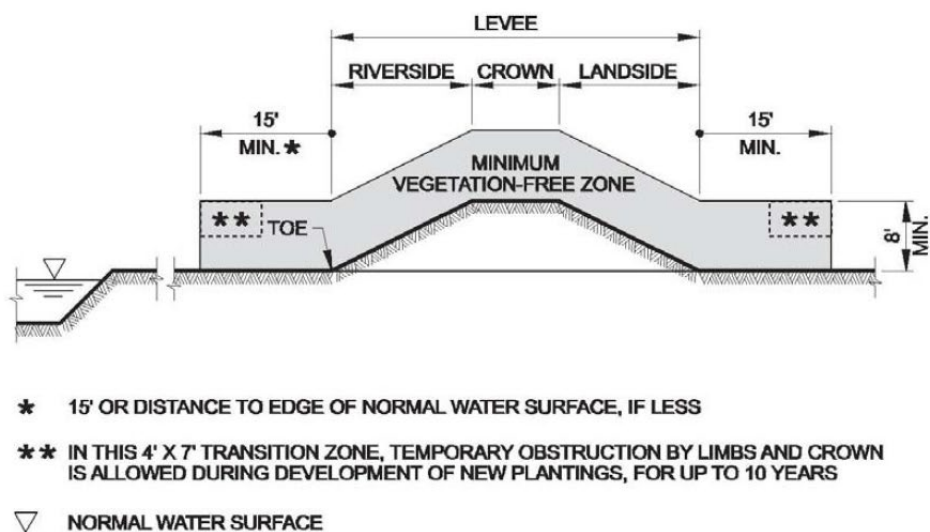 LEVEE
RIVERSIDE CROWN LANDSIDE
15'
MIN. *
15'
MIN.
MINIMUM
VEGETATION-FREE ZONE
**
TOE
**
8'
MIN.
* 15' OR DISTANCE TO EDGE OF NORMAL WATER SURFACE, IF LESS
** IN THIS 4' X 7' TRANSITION ZONE, TEMPORARY OBSTRUCTION BY LIMBS AND CROWN
IS ALLOWED DURING DEVELOPMENT OF NEW PLANTINGS, FOR UP TO 10 YEARS
NORMAL WATER SURFACE